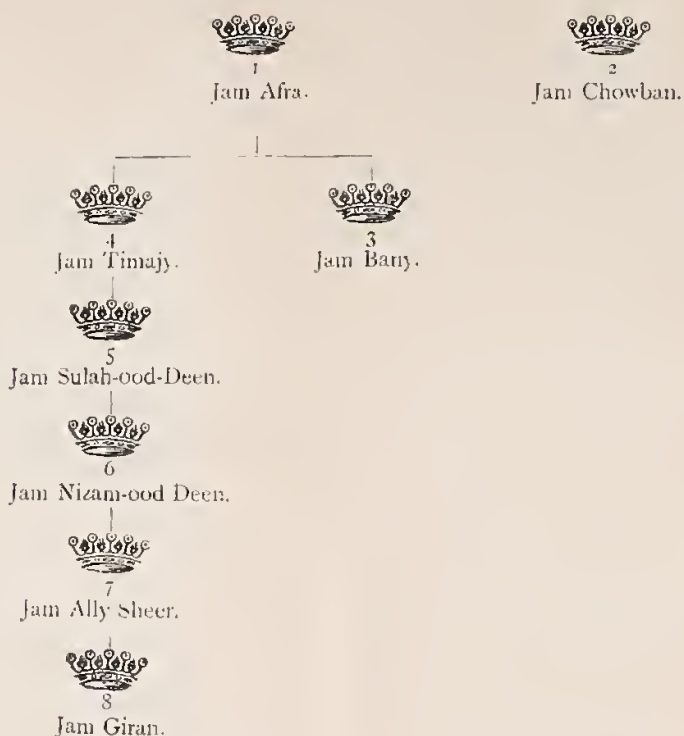 1 2
Jam Afra. Jam Chowban.
4 3
Jam Timajy. Jam Bany.
5
Jam Sulah-ood-Deen.
6
Jam Nizam-ood Deen.
7
Jam Ally Sheer.
8
Jam Giran.